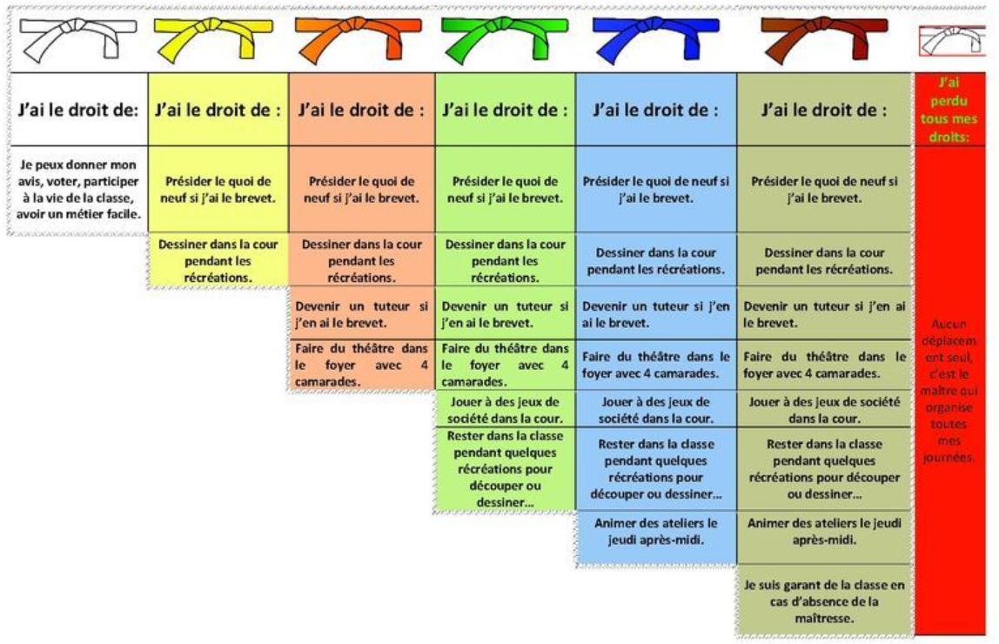 J'ai le droit de:
Je peux donner mon
avis, voter, participer
à la vie de la classe,
avoir un métier facile.
J'ai le droit de :
Présider le quoi de
neuf si j'ai le brevet.
Dessiner dans la cour
pendant les
récréations.
J'ai le droit de :
Présider le quoi de
neuf si j'ai le brevet.
Dessiner dans la cour
pendant les
récréations.
Devenir un tuteur si
j'en ai le brevet.
Faire du théâtre dans
le foyer avec 4
camarades.
J'ai le droit de :
Présider le quoi de
neuf si j'ai le brevet.
Dessiner dans la cour
pendant les
récréations.
Devenir un tuteur si
j'en ai le brevet.
Faire du théâtre dans
le foyer avec 4
camarades.
Jouer à des jeux de
société dans la cour.
Rester dans la classe
pendant quelques
récréations pour
découper ou
dessiner...
J'ai le droit de :
Présider le quoi de neuf si
j'ai le brevet.
Dessiner dans la cour
pendant les récréations.
Devenir un tuteur si j'en
ai le brevet.
Faire du théâtre dans le
foyer avec 4 camarades.
Jouer à des jeux de
société dans la cour.
Rester dans la classe
pendant quelques
récréations pour
découper ou dessiner...
Animer des ateliers le
jeudi après-midi.
J'ai le droit de :
Présider le quoi de neuf si
j'ai le brevet.
Dessiner dans la cour
pendant les récréations.
Devenir un tuteur si j'en ai
le brevet.
Faire du théâtre dans le
foyer avec 4 camarades.
Jouer à des jeux de société
dans la cour.
Rester dans la classe
pendant quelques
récréations pour découper
ou dessiner...
Animer des ateliers le jeudi
après-midi.
Je suis garant de la classe en
cas d'absence de la
maîtresse.
J'ai
perdu
tous mes
droits:
Aucun
déplacem
ent seul,
c'est le
maître qui
organise
toutes
mes
journées.